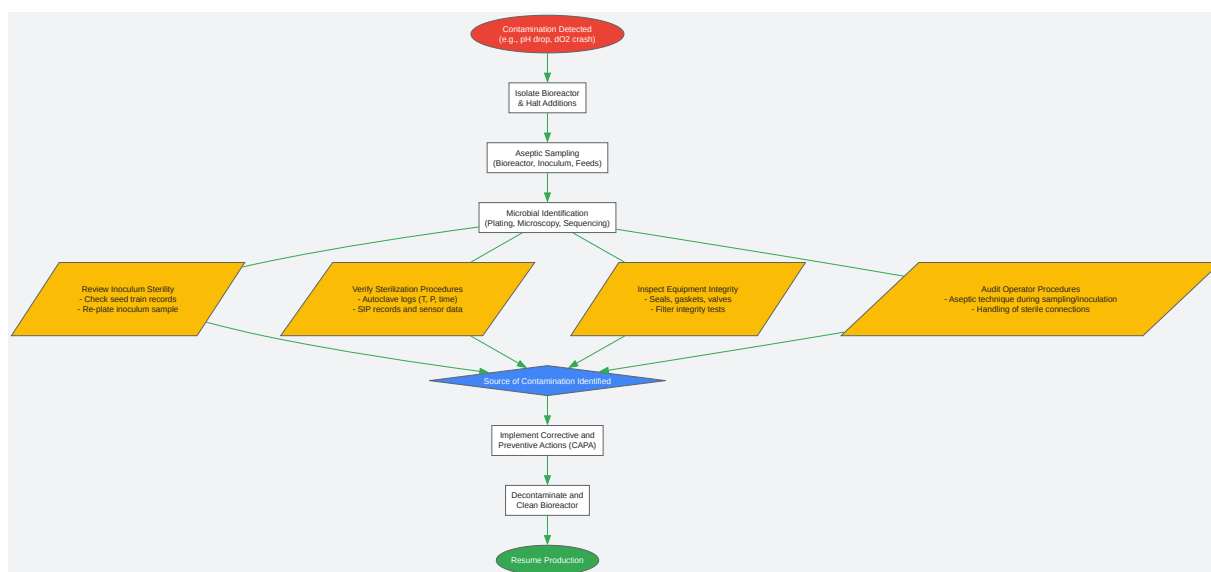 Contamination Detected
(e.g., pH drop, dO2 crash)
Isolate Bioreactor
& Halt Additions
Aseptic Sampling
(Bioreactor, Inoculum, Feeds)
Microbial Identification
(Plating, Microscopy, Sequencing)
Review Inoculum Sterility
- Check seed train records
- Re-plate inoculum sample
Verify Sterilization Procedures
- Autoclave logs (T, P, time)
- SIP records and sensor data
Inspect Equipment Integrity
- Seals, gaskets, valves
- Filter integrity tests
Audit Operator Procedures
- Aseptic technique during sampling/inoculation
- Handling of sterile connections
Source of Contamination Identified
Implement Corrective and
Preventive Actions (CAPA)
Decontaminate and
Clean Bioreactor
Resume Production